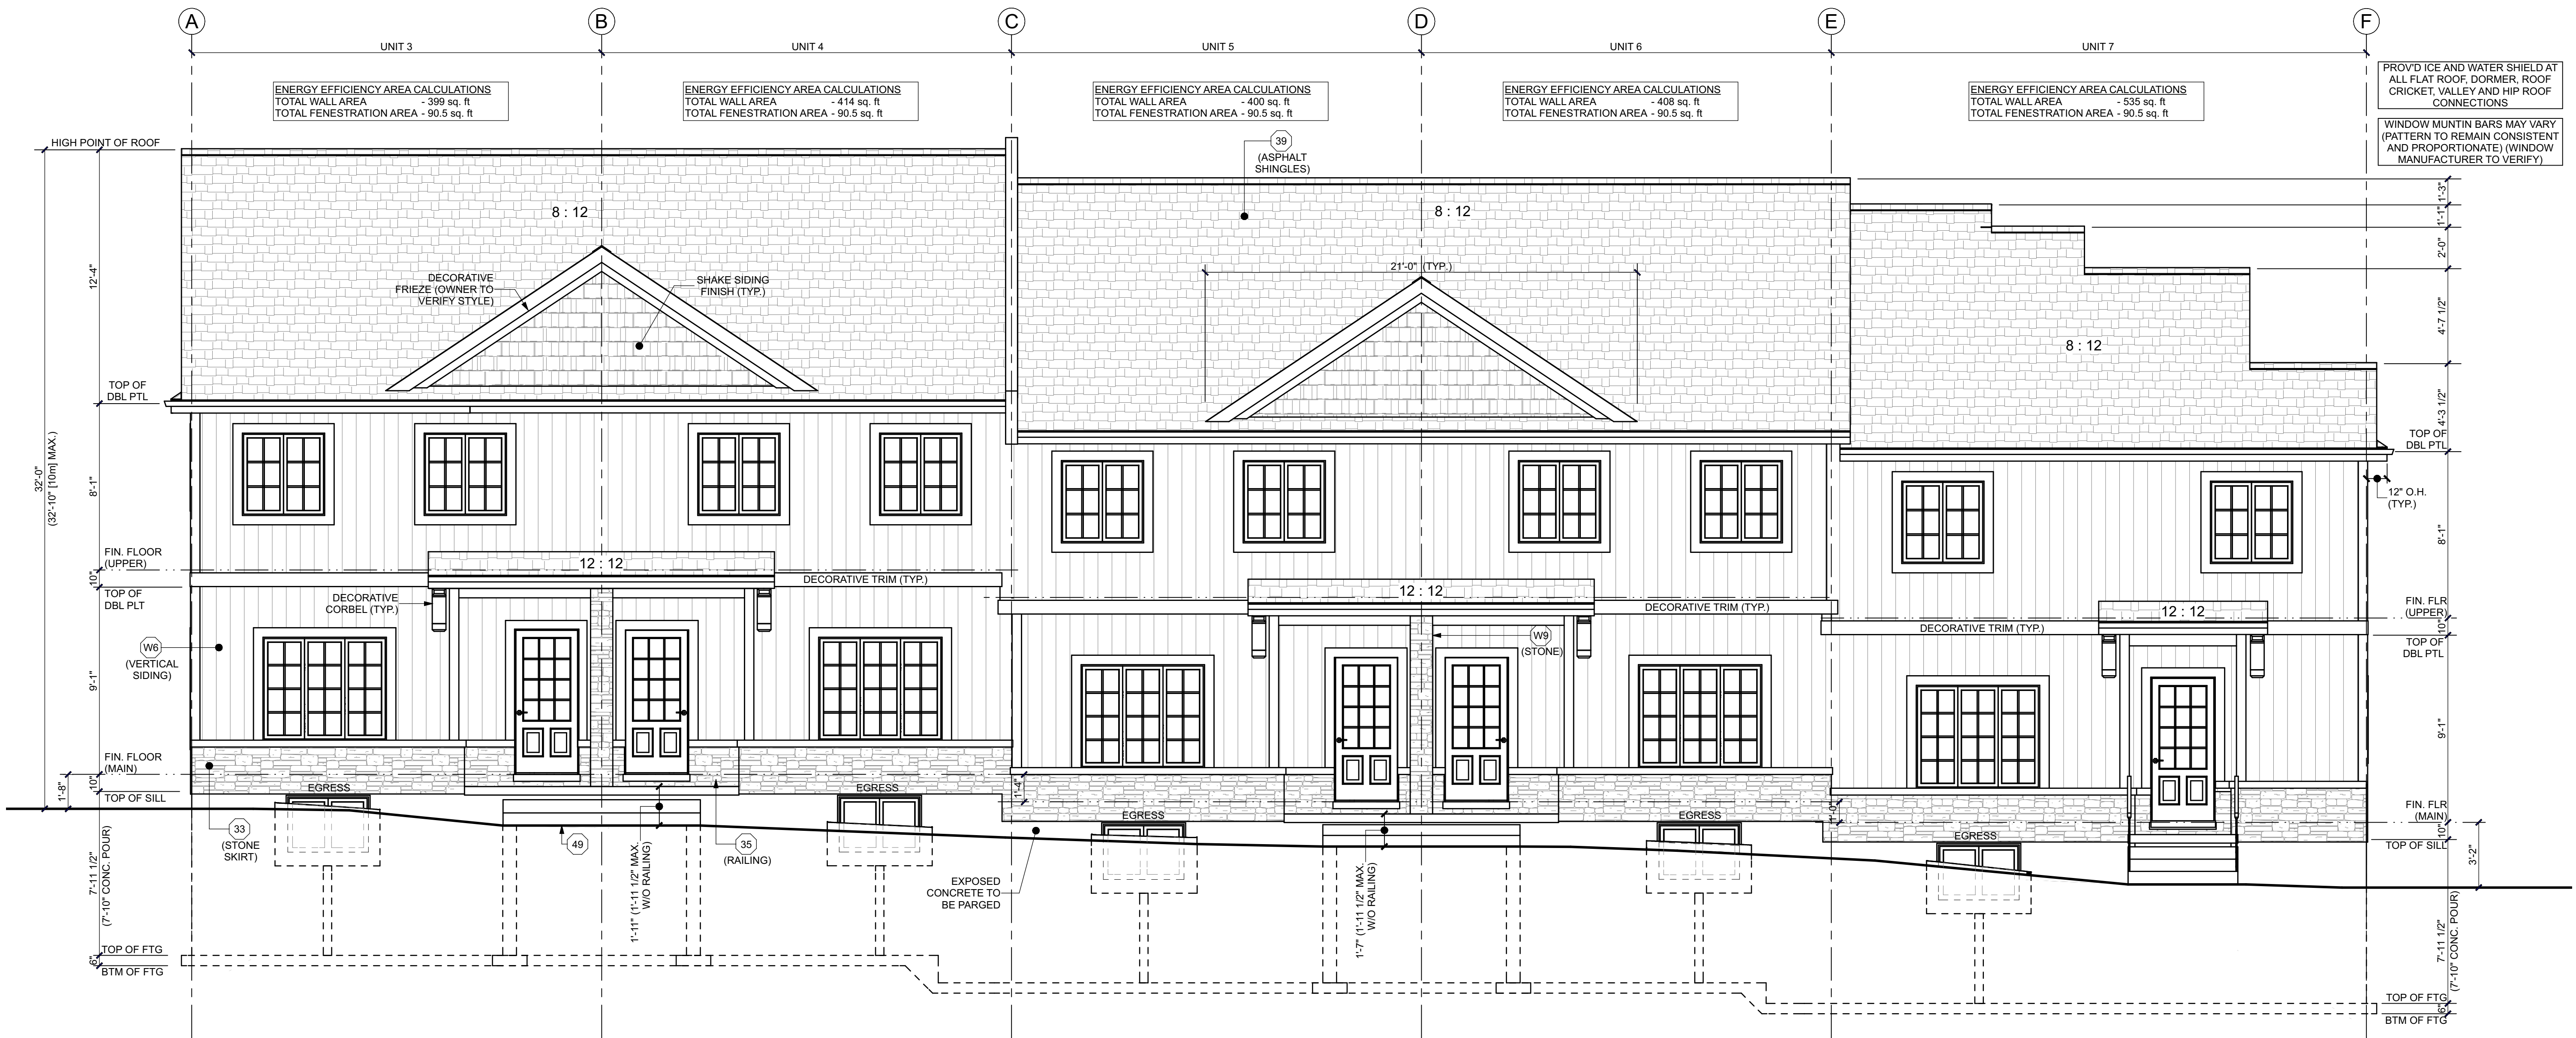 A
B
C
D
E
F
UNIT 3
UNIT 4
UNIT 5
UNIT 6
UNIT 7
ENERGY EFFICIENCY AREA CALCULATIONS
TOTAL WALL AREA - 399 sq. ft
TOTAL FENESTRATION AREA - 90.5 sq. ft
ENERGY EFFICIENCY AREA CALCULATIONS
TOTAL WALL AREA - 414 sq. ft
TOTAL FENESTRATION AREA - 90.5 sq. ft
ENERGY EFFICIENCY AREA CALCULATIONS
TOTAL WALL AREA - 400 sq. ft
TOTAL FENESTRATION AREA - 90.5 sq. ft
ENERGY EFFICIENCY AREA CALCULATIONS
TOTAL WALL AREA - 408 sq. ft
TOTAL FENESTRATION AREA - 90.5 sq. ft
ENERGY EFFICIENCY AREA CALCULATIONS
TOTAL WALL AREA - 535 sq. ft
TOTAL FENESTRATION AREA - 90.5 sq. ft
PROV'D ICE AND WATER SHIELD AT
ALL FLAT ROOF, DORMER, ROOF
CRICKET, VALLEY AND HIP ROOF
CONNECTIONS
WINDOW MUNTIN BARS MAY VARY
(PATTERN TO REMAIN CONSISTENT
AND PROPORTIONATE) (WINDOW
MANUFACTURER TO VERIFY)
HIGH POINT OF ROOF
12'-4"
TOP OF
DBL PTL
32'-0"
(32'-10" [10m] MAX.)
8'-1"
FIN. FLOOR
(UPPER)
10"
TOP OF
DBL PLT
9'-1"
W6
(VERTICAL
SIDING)
FIN. FLOOR
(MAIN)
1'-8"
10"
TOP OF SILL
7'-11 1/2"
(7'-10" CONC. POUR)
TOP OF FTG
6"
BTM OF FTG
8 : 12
DECORATIVE
FRIEZE (OWNER TO
VERIFY STYLE)
SHAKE SIDING
FINISH (TYP.)
12 : 12
DECORATIVE TRIM (TYP.)
DECORATIVE
CORBEL (TYP.)
EGRESS
EGRESS
33
(STONE
SKIRT)
49
1'-11" (1'-11 1/2" MAX.
W/O RAILING)
35
(RAILING)
39
(ASPHALT
SHINGLES)
8 : 12
21'-0" (TYP.)
12 : 12
DECORATIVE TRIM (TYP.)
W9
(STONE)
1'-4"
EGRESS
EGRESS
EXPOSED
CONCRETE TO
BE PARGED
1'-7" (1'-11 1/2" MAX.
W/O RAILING)
8 : 12
12 : 12
DECORATIVE TRIM (TYP.)
1'-0"
EGRESS
1'-3"
1'-1"
2'-0"
4'-7 1/2"
4'-3 1/2"
TOP OF
DBL PTL
12" O.H.
(TYP.)
8'-1"
FIN. FLR
(UPPER)
10"
TOP OF
DBL PTL
9'-1"
FIN. FLR
(MAIN)
10"
TOP OF SILL
3'-2"
7'-11 1/2"
(7'-10" CONC. POUR)
TOP OF FTG
6"
BTM OF FTG